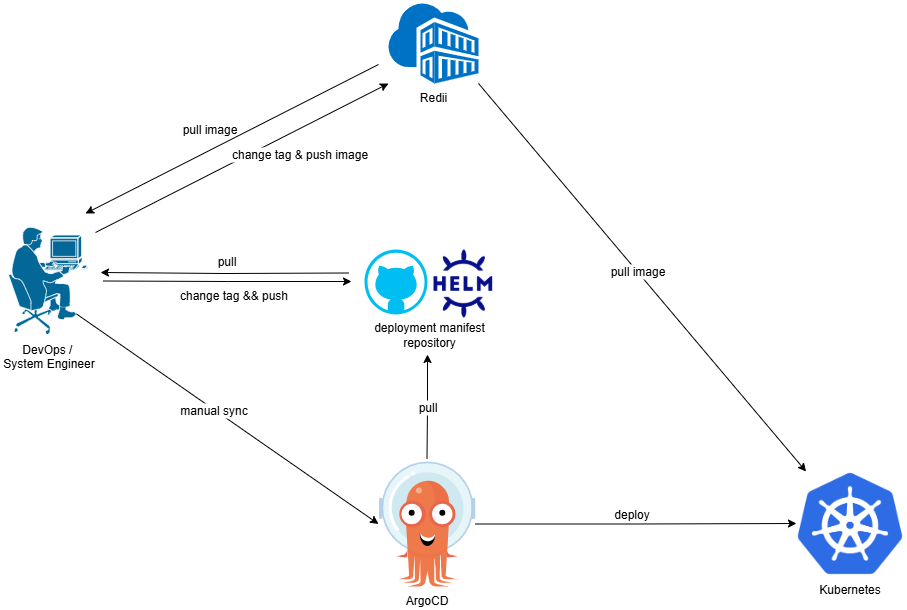 Redii
pull image
change tag & push image
pull
change tag && push
HELM
pull image
deployment manifest
repository
DevOps /
System Engineer
manual sync
pull
deploy
Kubernetes
ArgoCD